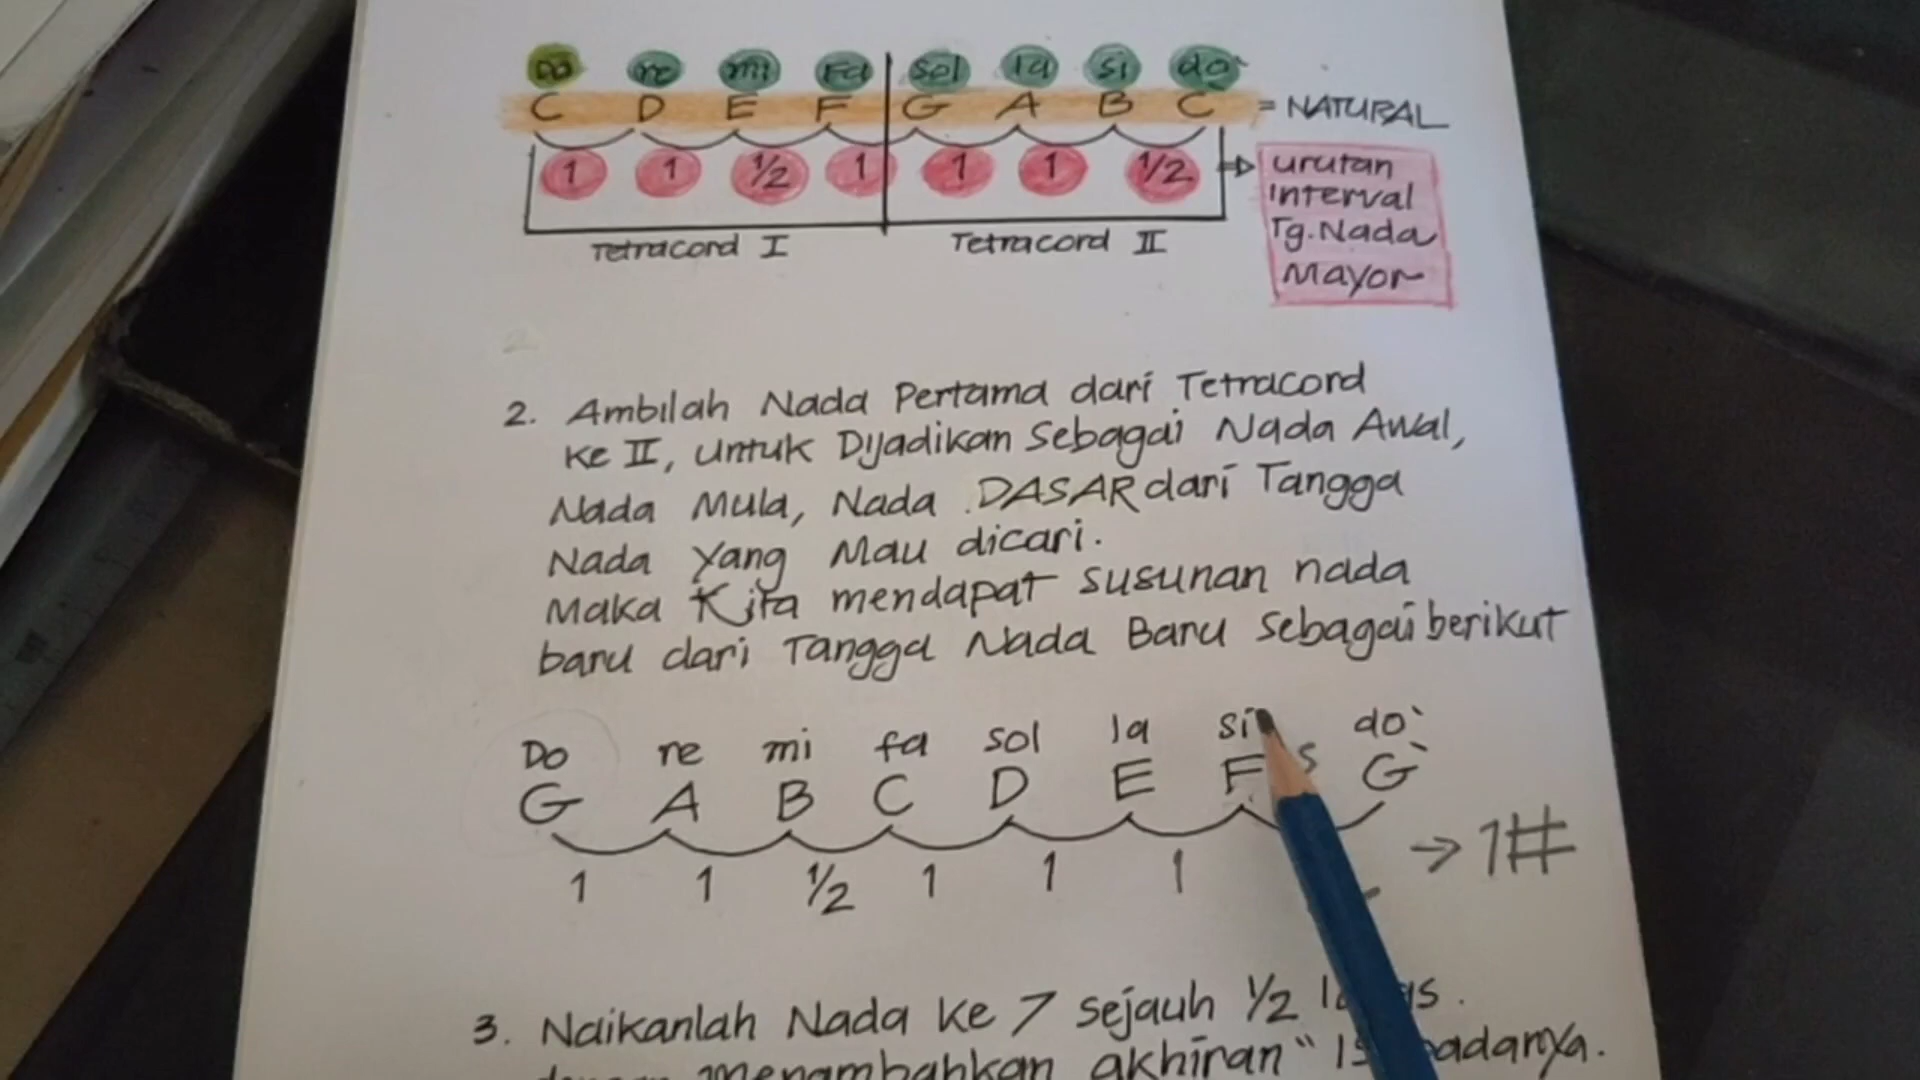 Do re mi Fa sol la si do
C D E F G A B C = NATURAL
1 1 1/2 1 1 1 1/2
urutan
Interval
Tg. Nada
Mayor
Tetracord I Tetracord II
2. Ambilah Nada Pertama dari Tetracord
Ke II, untuk Dijadikan Sebagai Nada Awal,
Nada Mula, Nada DASAR dari Tangga
Nada Yang Mau dicari.
Maka Kita mendapat susunan nada
baru dari Tangga Nada Baru Sebagai berikut
Do re mi fa sol la si do
G A B C D E F s G
1 1 1/2 1 1 1
→ 1#
3. Naikanlah Nada Ke 7 Sejauh 1/2
dengan menambahkan akhiran " padanya.